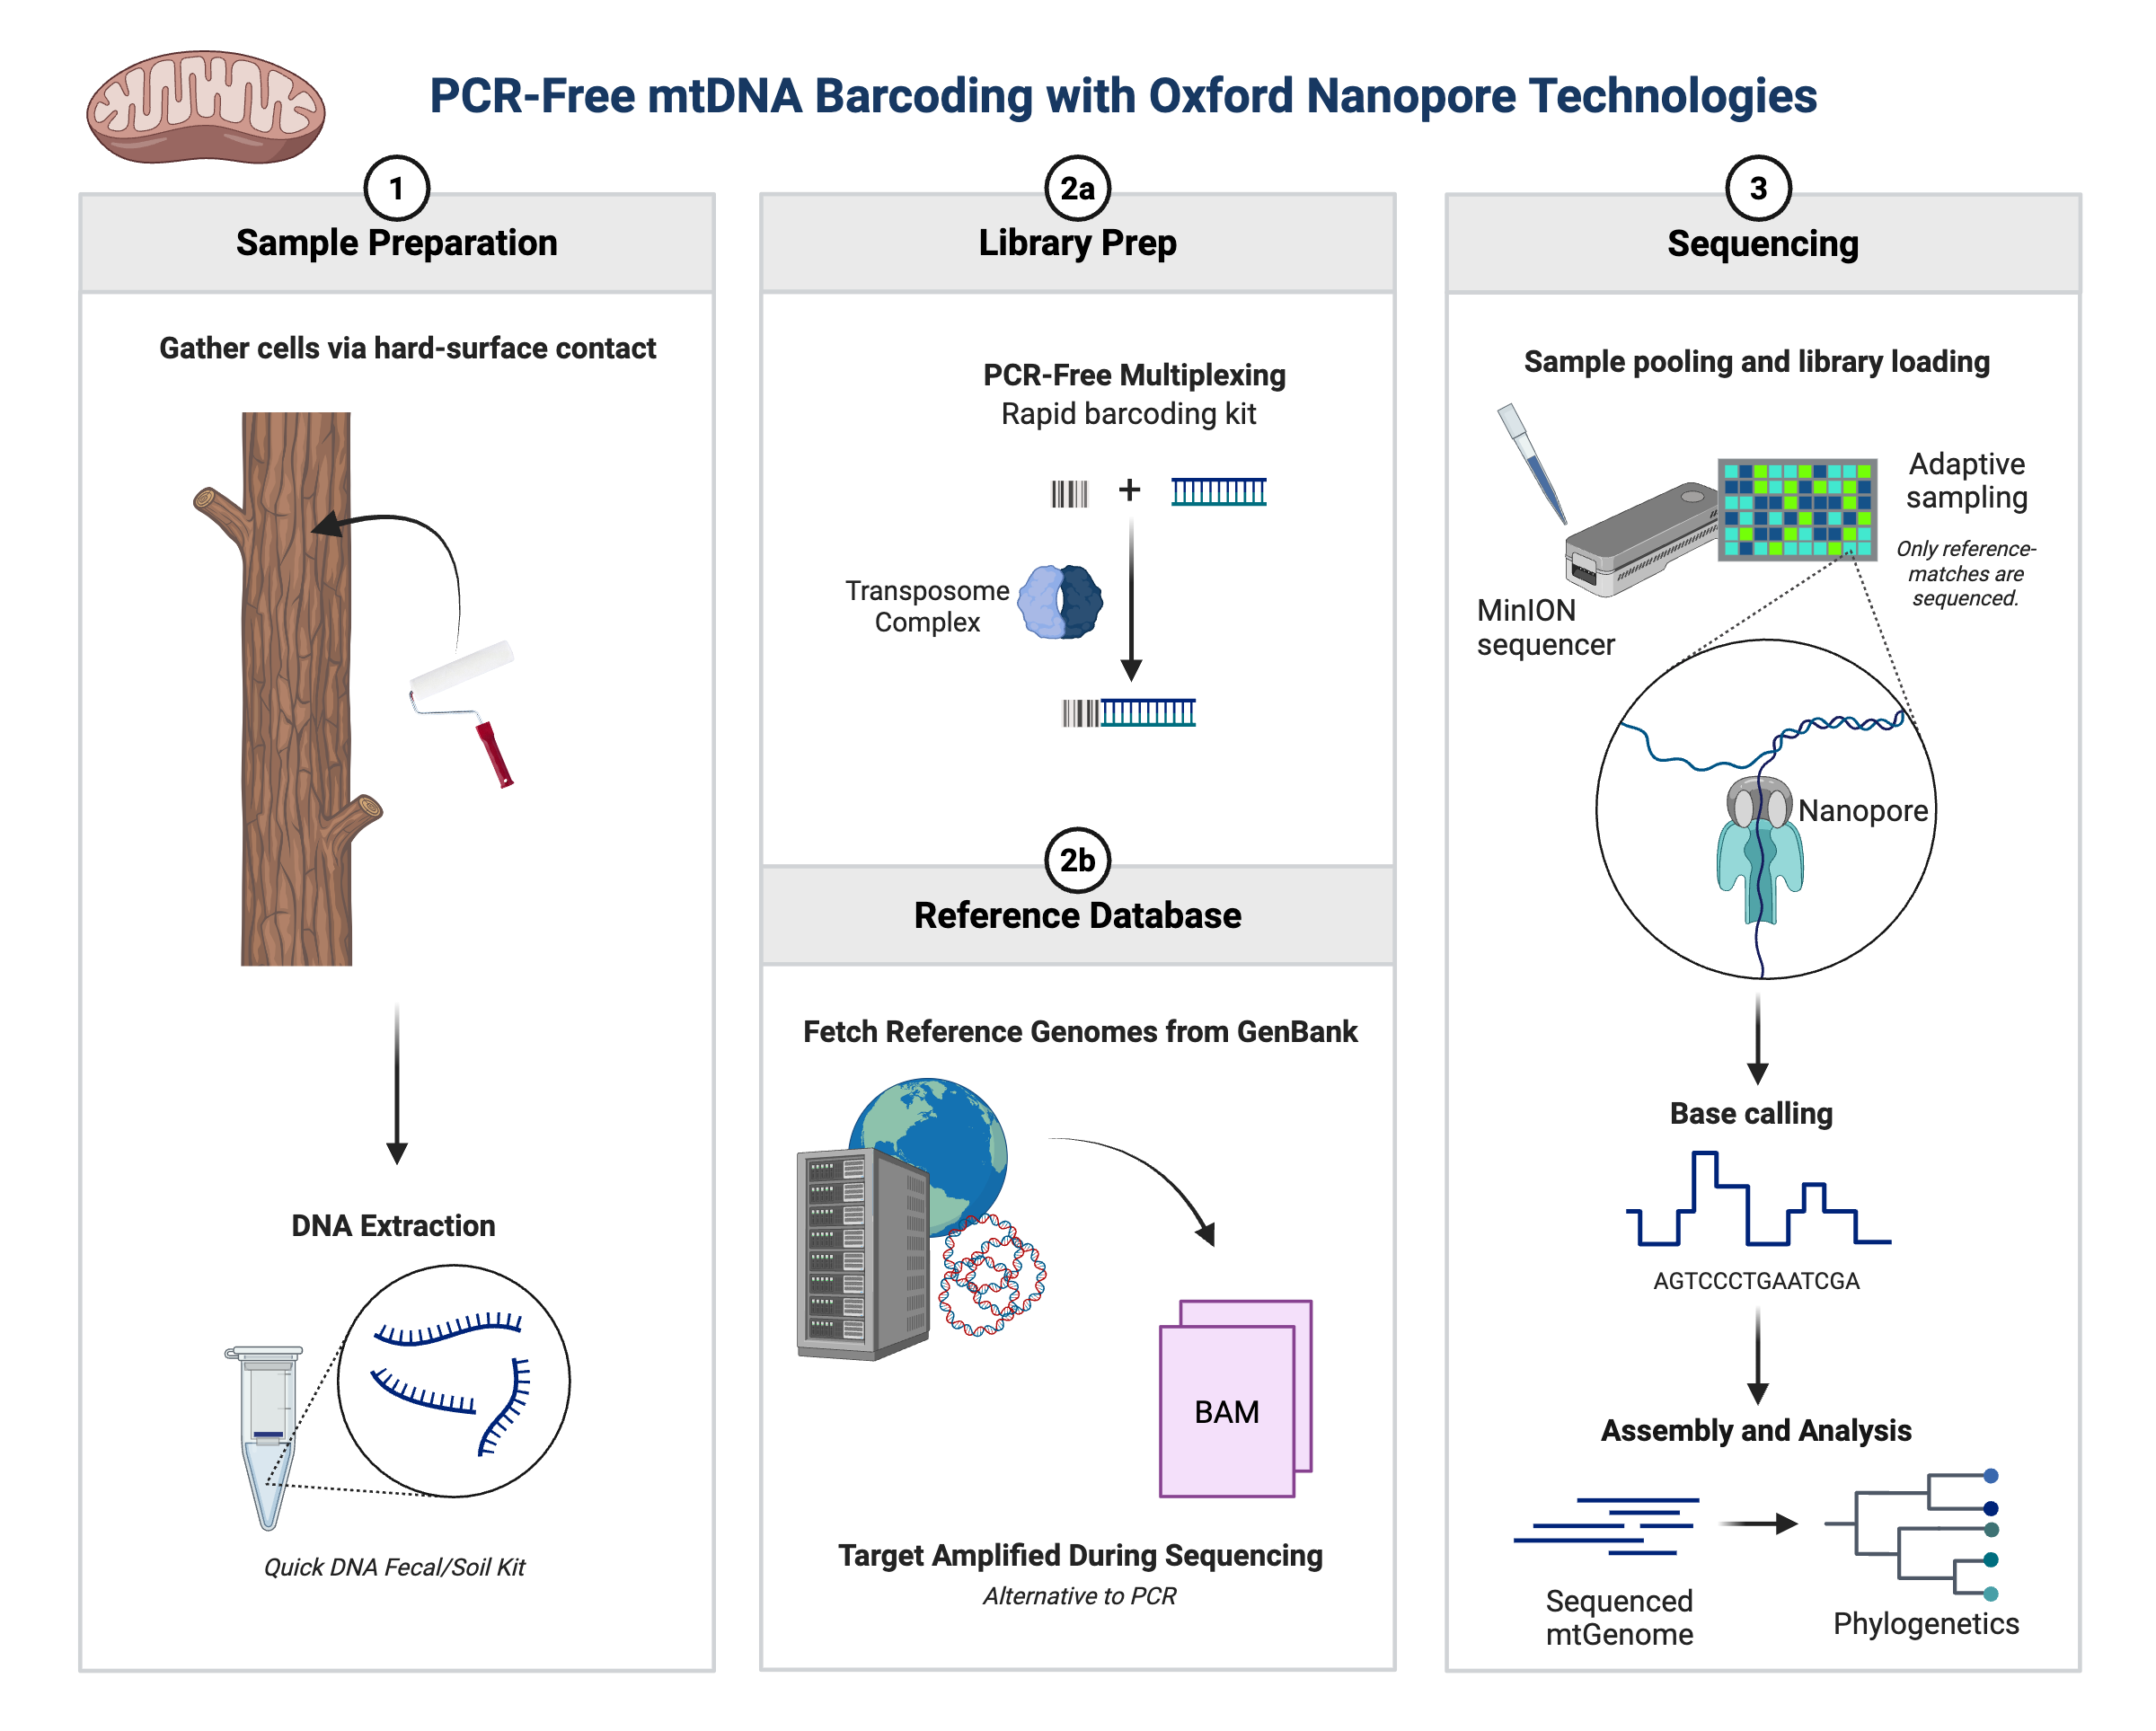 PCR-Free mtDNA Barcoding with Oxford Nanopore Technologies
1
Sample Preparation
Gather cells via hard-surface contact
DNA Extraction
Quick DNA Fecal/Soil Kit
2a
Library Prep
PCR-Free Multiplexing
Rapid barcoding kit
+
Transposome
Complex
2b
Reference Database
Fetch Reference Genomes from GenBank
BAM
Target Amplified During Sequencing
Alternative to PCR
3
Sequencing
Sample pooling and library loading
Adaptive
sampling
Only reference-
matches are
sequenced.
MinION
sequencer
Nanopore
Base calling
AGTCCCTGAATCGA
Assembly and Analysis
Sequenced
mtGenome
Phylogenetics